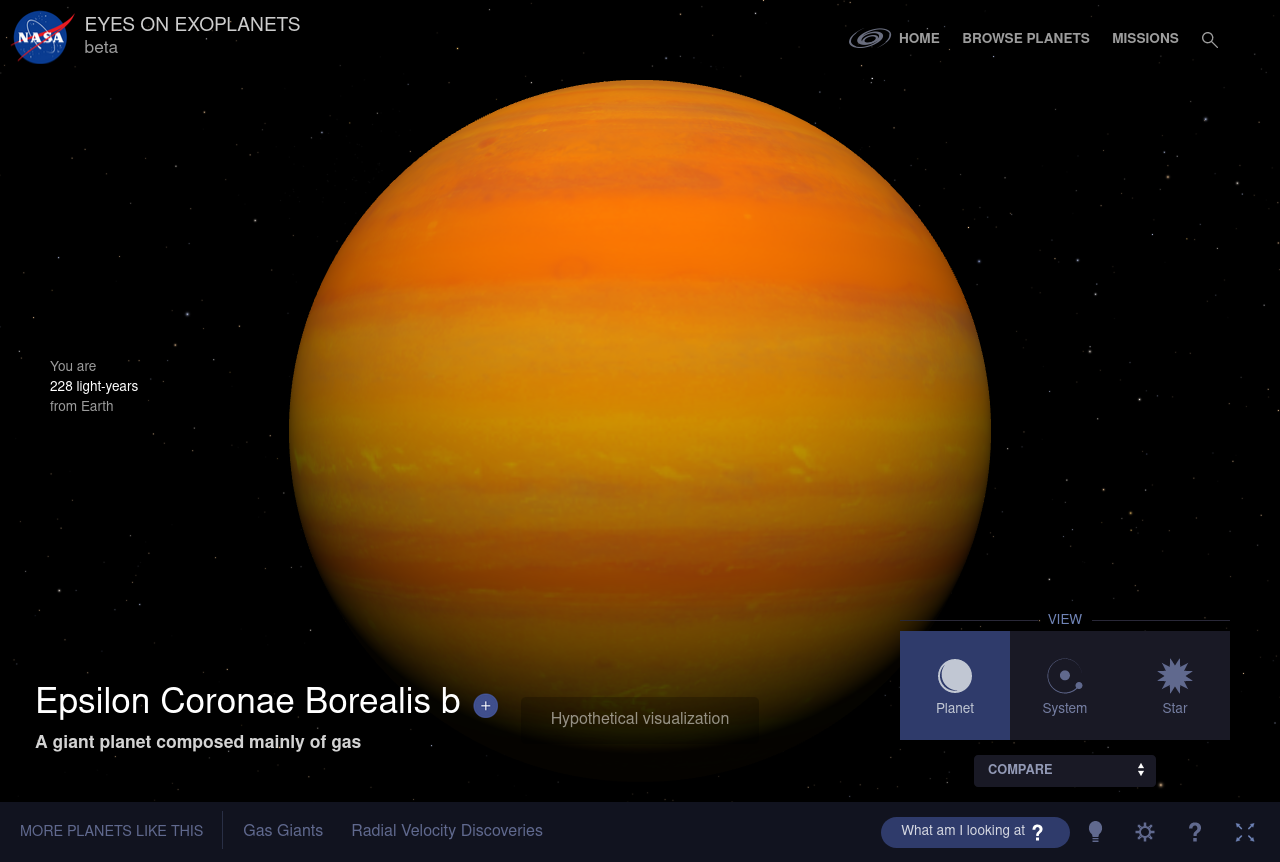 NASA
EYES ON EXOPLANETS
beta
HOME
BROWSE PLANETS
MISSIONS
You are
228 light-years
from Earth
VIEW
Planet
System
Star
Epsilon Coronae Borealis b
+
A giant planet composed mainly of gas
Hypothetical visualization
COMPARE
MORE PLANETS LIKE THIS
Gas Giants
Radial Velocity Discoveries
What am I looking at ?
?